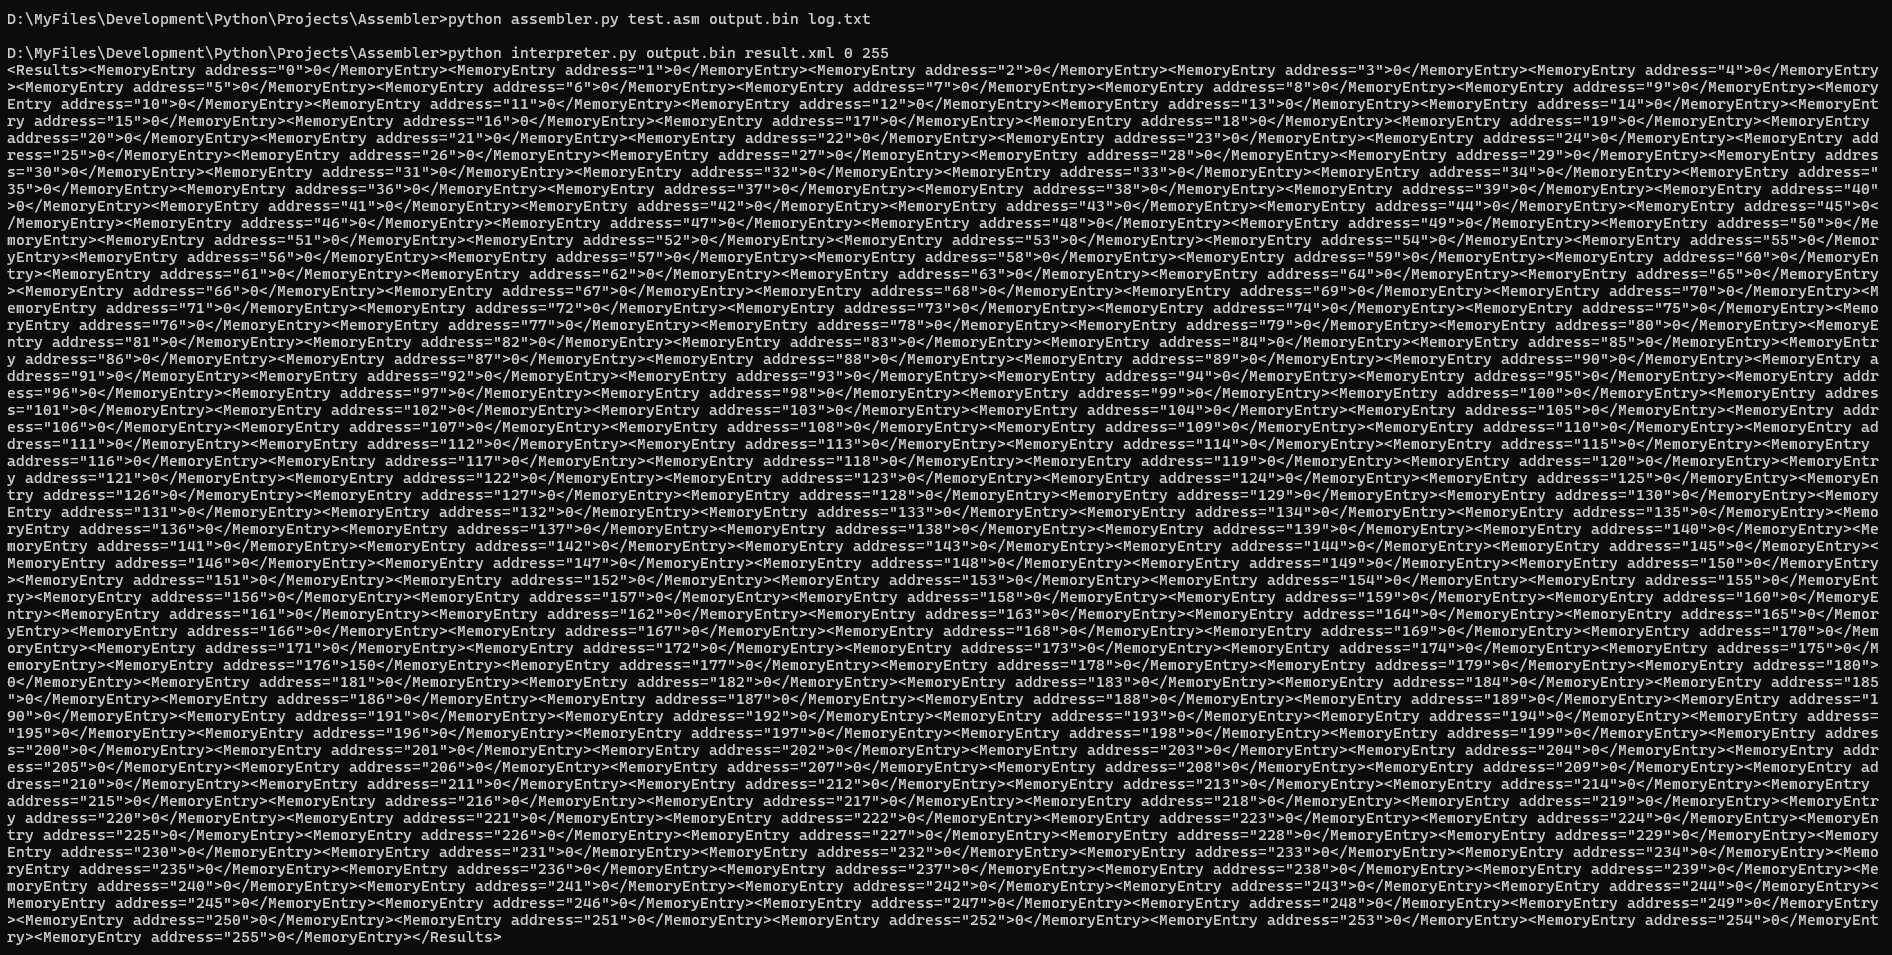 D:\MyFiles\Development\Python\Projects\Assembler>python assembler.py test.asm output.bin log.txt
D:\MyFiles\Development\Python\Projects\Assembler>python interpreter.py output.bin result.xml 0 255
<Results><MemoryEntry address="0">0</MemoryEntry><MemoryEntry address="1">0</MemoryEntry><MemoryEntry address="2">0</MemoryEntry><MemoryEntry address="3">0</MemoryEntry><MemoryEntry address="4">0</MemoryEntry
><MemoryEntry address="5">0</MemoryEntry><MemoryEntry address="6">0</MemoryEntry><MemoryEntry address="7">0</MemoryEntry><MemoryEntry address="8">0</MemoryEntry><MemoryEntry address="9">0</MemoryEntry><Memory
Entry address="10">0</MemoryEntry><MemoryEntry address="11">0</MemoryEntry><MemoryEntry address="12">0</MemoryEntry><MemoryEntry address="13">0</MemoryEntry><MemoryEntry address="14">0</MemoryEntry><MemoryEnt
ry address="15">0</MemoryEntry><MemoryEntry address="16">0</MemoryEntry><MemoryEntry address="17">0</MemoryEntry><MemoryEntry address="18">0</MemoryEntry><MemoryEntry address="19">0</MemoryEntry><MemoryEntry
address="20">0</MemoryEntry><MemoryEntry address="21">0</MemoryEntry><MemoryEntry address="22">0</MemoryEntry><MemoryEntry address="23">0</MemoryEntry><MemoryEntry address="24">0</MemoryEntry><MemoryEntry add
ress="25">0</MemoryEntry><MemoryEntry address="26">0</MemoryEntry><MemoryEntry address="27">0</MemoryEntry><MemoryEntry address="28">0</MemoryEntry><MemoryEntry address="29">0</MemoryEntry><MemoryEntry addres
s="30">0</MemoryEntry><MemoryEntry address="31">0</MemoryEntry><MemoryEntry address="32">0</MemoryEntry><MemoryEntry address="33">0</MemoryEntry><MemoryEntry address="34">0</MemoryEntry><MemoryEntry address="
35">0</MemoryEntry><MemoryEntry address="36">0</MemoryEntry><MemoryEntry address="37">0</MemoryEntry><MemoryEntry address="38">0</MemoryEntry><MemoryEntry address="39">0</MemoryEntry><MemoryEntry address="40"
>0</MemoryEntry><MemoryEntry address="41">0</MemoryEntry><MemoryEntry address="42">0</MemoryEntry><MemoryEntry address="43">0</MemoryEntry><MemoryEntry address="44">0</MemoryEntry><MemoryEntry address="45">0<
/MemoryEntry><MemoryEntry address="46">0</MemoryEntry><MemoryEntry address="47">0</MemoryEntry><MemoryEntry address="48">0</MemoryEntry><MemoryEntry address="49">0</MemoryEntry><MemoryEntry address="50">0</Me
moryEntry><MemoryEntry address="51">0</MemoryEntry><MemoryEntry address="52">0</MemoryEntry><MemoryEntry address="53">0</MemoryEntry><MemoryEntry address="54">0</MemoryEntry><MemoryEntry address="55">0</Memor
yEntry><MemoryEntry address="56">0</MemoryEntry><MemoryEntry address="57">0</MemoryEntry><MemoryEntry address="58">0</MemoryEntry><MemoryEntry address="59">0</MemoryEntry><MemoryEntry address="60">0</MemoryEn
try><MemoryEntry address="61">0</MemoryEntry><MemoryEntry address="62">0</MemoryEntry><MemoryEntry address="63">0</MemoryEntry><MemoryEntry address="64">0</MemoryEntry><MemoryEntry address="65">0</MemoryEntry
><MemoryEntry address="66">0</MemoryEntry><MemoryEntry address="67">0</MemoryEntry><MemoryEntry address="68">0</MemoryEntry><MemoryEntry address="69">0</MemoryEntry><MemoryEntry address="70">0</MemoryEntry><M
emoryEntry address="71">0</MemoryEntry><MemoryEntry address="72">0</MemoryEntry><MemoryEntry address="73">0</MemoryEntry><MemoryEntry address="74">0</MemoryEntry><MemoryEntry address="75">0</MemoryEntry><Memo
ryEntry address="76">0</MemoryEntry><MemoryEntry address="77">0</MemoryEntry><MemoryEntry address="78">0</MemoryEntry><MemoryEntry address="79">0</MemoryEntry><MemoryEntry address="80">0</MemoryEntry><MemoryE
ntry address="81">0</MemoryEntry><MemoryEntry address="82">0</MemoryEntry><MemoryEntry address="83">0</MemoryEntry><MemoryEntry address="84">0</MemoryEntry><MemoryEntry address="85">0</MemoryEntry><MemoryEntr
y address="86">0</MemoryEntry><MemoryEntry address="87">0</MemoryEntry><MemoryEntry address="88">0</MemoryEntry><MemoryEntry address="89">0</MemoryEntry><MemoryEntry address="90">0</MemoryEntry><MemoryEntry a
ddress="91">0</MemoryEntry><MemoryEntry address="92">0</MemoryEntry><MemoryEntry address="93">0</MemoryEntry><MemoryEntry address="94">0</MemoryEntry><MemoryEntry address="95">0</MemoryEntry><MemoryEntry addr
ess="96">0</MemoryEntry><MemoryEntry address="97">0</MemoryEntry><MemoryEntry address="98">0</MemoryEntry><MemoryEntry address="99">0</MemoryEntry><MemoryEntry address="100">0</MemoryEntry><MemoryEntry addres
s="101">0</MemoryEntry><MemoryEntry address="102">0</MemoryEntry><MemoryEntry address="103">0</MemoryEntry><MemoryEntry address="104">0</MemoryEntry><MemoryEntry address="105">0</MemoryEntry><MemoryEntry addr
ess="106">0</MemoryEntry><MemoryEntry address="107">0</MemoryEntry><MemoryEntry address="108">0</MemoryEntry><MemoryEntry address="109">0</MemoryEntry><MemoryEntry address="110">0</MemoryEntry><MemoryEntry ad
dress="111">0</MemoryEntry><MemoryEntry address="112">0</MemoryEntry><MemoryEntry address="113">0</MemoryEntry><MemoryEntry address="114">0</MemoryEntry><MemoryEntry address="115">0</MemoryEntry><MemoryEntry
address="116">0</MemoryEntry><MemoryEntry address="117">0</MemoryEntry><MemoryEntry address="118">0</MemoryEntry><MemoryEntry address="119">0</MemoryEntry><MemoryEntry address="120">0</MemoryEntry><MemoryEntr
y address="121">0</MemoryEntry><MemoryEntry address="122">0</MemoryEntry><MemoryEntry address="123">0</MemoryEntry><MemoryEntry address="124">0</MemoryEntry><MemoryEntry address="125">0</MemoryEntry><MemoryEn
try address="126">0</MemoryEntry><MemoryEntry address="127">0</MemoryEntry><MemoryEntry address="128">0</MemoryEntry><MemoryEntry address="129">0</MemoryEntry><MemoryEntry address="130">0</MemoryEntry><Memory
Entry address="131">0</MemoryEntry><MemoryEntry address="132">0</MemoryEntry><MemoryEntry address="133">0</MemoryEntry><MemoryEntry address="134">0</MemoryEntry><MemoryEntry address="135">0</MemoryEntry><Memo
ryEntry address="136">0</MemoryEntry><MemoryEntry address="137">0</MemoryEntry><MemoryEntry address="138">0</MemoryEntry><MemoryEntry address="139">0</MemoryEntry><MemoryEntry address="140">0</MemoryEntry><Me
moryEntry address="141">0</MemoryEntry><MemoryEntry address="142">0</MemoryEntry><MemoryEntry address="143">0</MemoryEntry><MemoryEntry address="144">0</MemoryEntry><MemoryEntry address="145">0</MemoryEntry><
MemoryEntry address="146">0</MemoryEntry><MemoryEntry address="147">0</MemoryEntry><MemoryEntry address="148">0</MemoryEntry><MemoryEntry address="149">0</MemoryEntry><MemoryEntry address="150">0</MemoryEntry
><MemoryEntry address="151">0</MemoryEntry><MemoryEntry address="152">0</MemoryEntry><MemoryEntry address="153">0</MemoryEntry><MemoryEntry address="154">0</MemoryEntry><MemoryEntry address="155">0</MemoryEnt
ry><MemoryEntry address="156">0</MemoryEntry><MemoryEntry address="157">0</MemoryEntry><MemoryEntry address="158">0</MemoryEntry><MemoryEntry address="159">0</MemoryEntry><MemoryEntry address="160">0</MemoryE
ntry><MemoryEntry address="161">0</MemoryEntry><MemoryEntry address="162">0</MemoryEntry><MemoryEntry address="163">0</MemoryEntry><MemoryEntry address="164">0</MemoryEntry><MemoryEntry address="165">0</Memor
yEntry><MemoryEntry address="166">0</MemoryEntry><MemoryEntry address="167">0</MemoryEntry><MemoryEntry address="168">0</MemoryEntry><MemoryEntry address="169">0</MemoryEntry><MemoryEntry address="170">0</Mem
oryEntry><MemoryEntry address="171">0</MemoryEntry><MemoryEntry address="172">0</MemoryEntry><MemoryEntry address="173">0</MemoryEntry><MemoryEntry address="174">0</MemoryEntry><MemoryEntry address="175">0</M
emoryEntry><MemoryEntry address="176">150</MemoryEntry><MemoryEntry address="177">0</MemoryEntry><MemoryEntry address="178">0</MemoryEntry><MemoryEntry address="179">0</MemoryEntry><MemoryEntry address="180">
0</MemoryEntry><MemoryEntry address="181">0</MemoryEntry><MemoryEntry address="182">0</MemoryEntry><MemoryEntry address="183">0</MemoryEntry><MemoryEntry address="184">0</MemoryEntry><MemoryEntry address="185
">0</MemoryEntry><MemoryEntry address="186">0</MemoryEntry><MemoryEntry address="187">0</MemoryEntry><MemoryEntry address="188">0</MemoryEntry><MemoryEntry address="189">0</MemoryEntry><MemoryEntry address="1
90">0</MemoryEntry><MemoryEntry address="191">0</MemoryEntry><MemoryEntry address="192">0</MemoryEntry><MemoryEntry address="193">0</MemoryEntry><MemoryEntry address="194">0</MemoryEntry><MemoryEntry address=
"195">0</MemoryEntry><MemoryEntry address="196">0</MemoryEntry><MemoryEntry address="197">0</MemoryEntry><MemoryEntry address="198">0</MemoryEntry><MemoryEntry address="199">0</MemoryEntry><MemoryEntry addres
s="200">0</MemoryEntry><MemoryEntry address="201">0</MemoryEntry><MemoryEntry address="202">0</MemoryEntry><MemoryEntry address="203">0</MemoryEntry><MemoryEntry address="204">0</MemoryEntry><MemoryEntry addr
ess="205">0</MemoryEntry><MemoryEntry address="206">0</MemoryEntry><MemoryEntry address="207">0</MemoryEntry><MemoryEntry address="208">0</MemoryEntry><MemoryEntry address="209">0</MemoryEntry><MemoryEntry ad
dress="210">0</MemoryEntry><MemoryEntry address="211">0</MemoryEntry><MemoryEntry address="212">0</MemoryEntry><MemoryEntry address="213">0</MemoryEntry><MemoryEntry address="214">0</MemoryEntry><MemoryEntry
address="215">0</MemoryEntry><MemoryEntry address="216">0</MemoryEntry><MemoryEntry address="217">0</MemoryEntry><MemoryEntry address="218">0</MemoryEntry><MemoryEntry address="219">0</MemoryEntry><MemoryEntr
y address="220">0</MemoryEntry><MemoryEntry address="221">0</MemoryEntry><MemoryEntry address="222">0</MemoryEntry><MemoryEntry address="223">0</MemoryEntry><MemoryEntry address="224">0</MemoryEntry><MemoryEn
try address="225">0</MemoryEntry><MemoryEntry address="226">0</MemoryEntry><MemoryEntry address="227">0</MemoryEntry><MemoryEntry address="228">0</MemoryEntry><MemoryEntry address="229">0</MemoryEntry><Memory
Entry address="230">0</MemoryEntry><MemoryEntry address="231">0</MemoryEntry><MemoryEntry address="232">0</MemoryEntry><MemoryEntry address="233">0</MemoryEntry><MemoryEntry address="234">0</MemoryEntry><Memo
ryEntry address="235">0</MemoryEntry><MemoryEntry address="236">0</MemoryEntry><MemoryEntry address="237">0</MemoryEntry><MemoryEntry address="238">0</MemoryEntry><MemoryEntry address="239">0</MemoryEntry><Me
moryEntry address="240">0</MemoryEntry><MemoryEntry address="241">0</MemoryEntry><MemoryEntry address="242">0</MemoryEntry><MemoryEntry address="243">0</MemoryEntry><MemoryEntry address="244">0</MemoryEntry><
MemoryEntry address="245">0</MemoryEntry><MemoryEntry address="246">0</MemoryEntry><MemoryEntry address="247">0</MemoryEntry><MemoryEntry address="248">0</MemoryEntry><MemoryEntry address="249">0</MemoryEntry
><MemoryEntry address="250">0</MemoryEntry><MemoryEntry address="251">0</MemoryEntry><MemoryEntry address="252">0</MemoryEntry><MemoryEntry address="253">0</MemoryEntry><MemoryEntry address="254">0</MemoryEnt
ry><MemoryEntry address="255">0</MemoryEntry></Results>